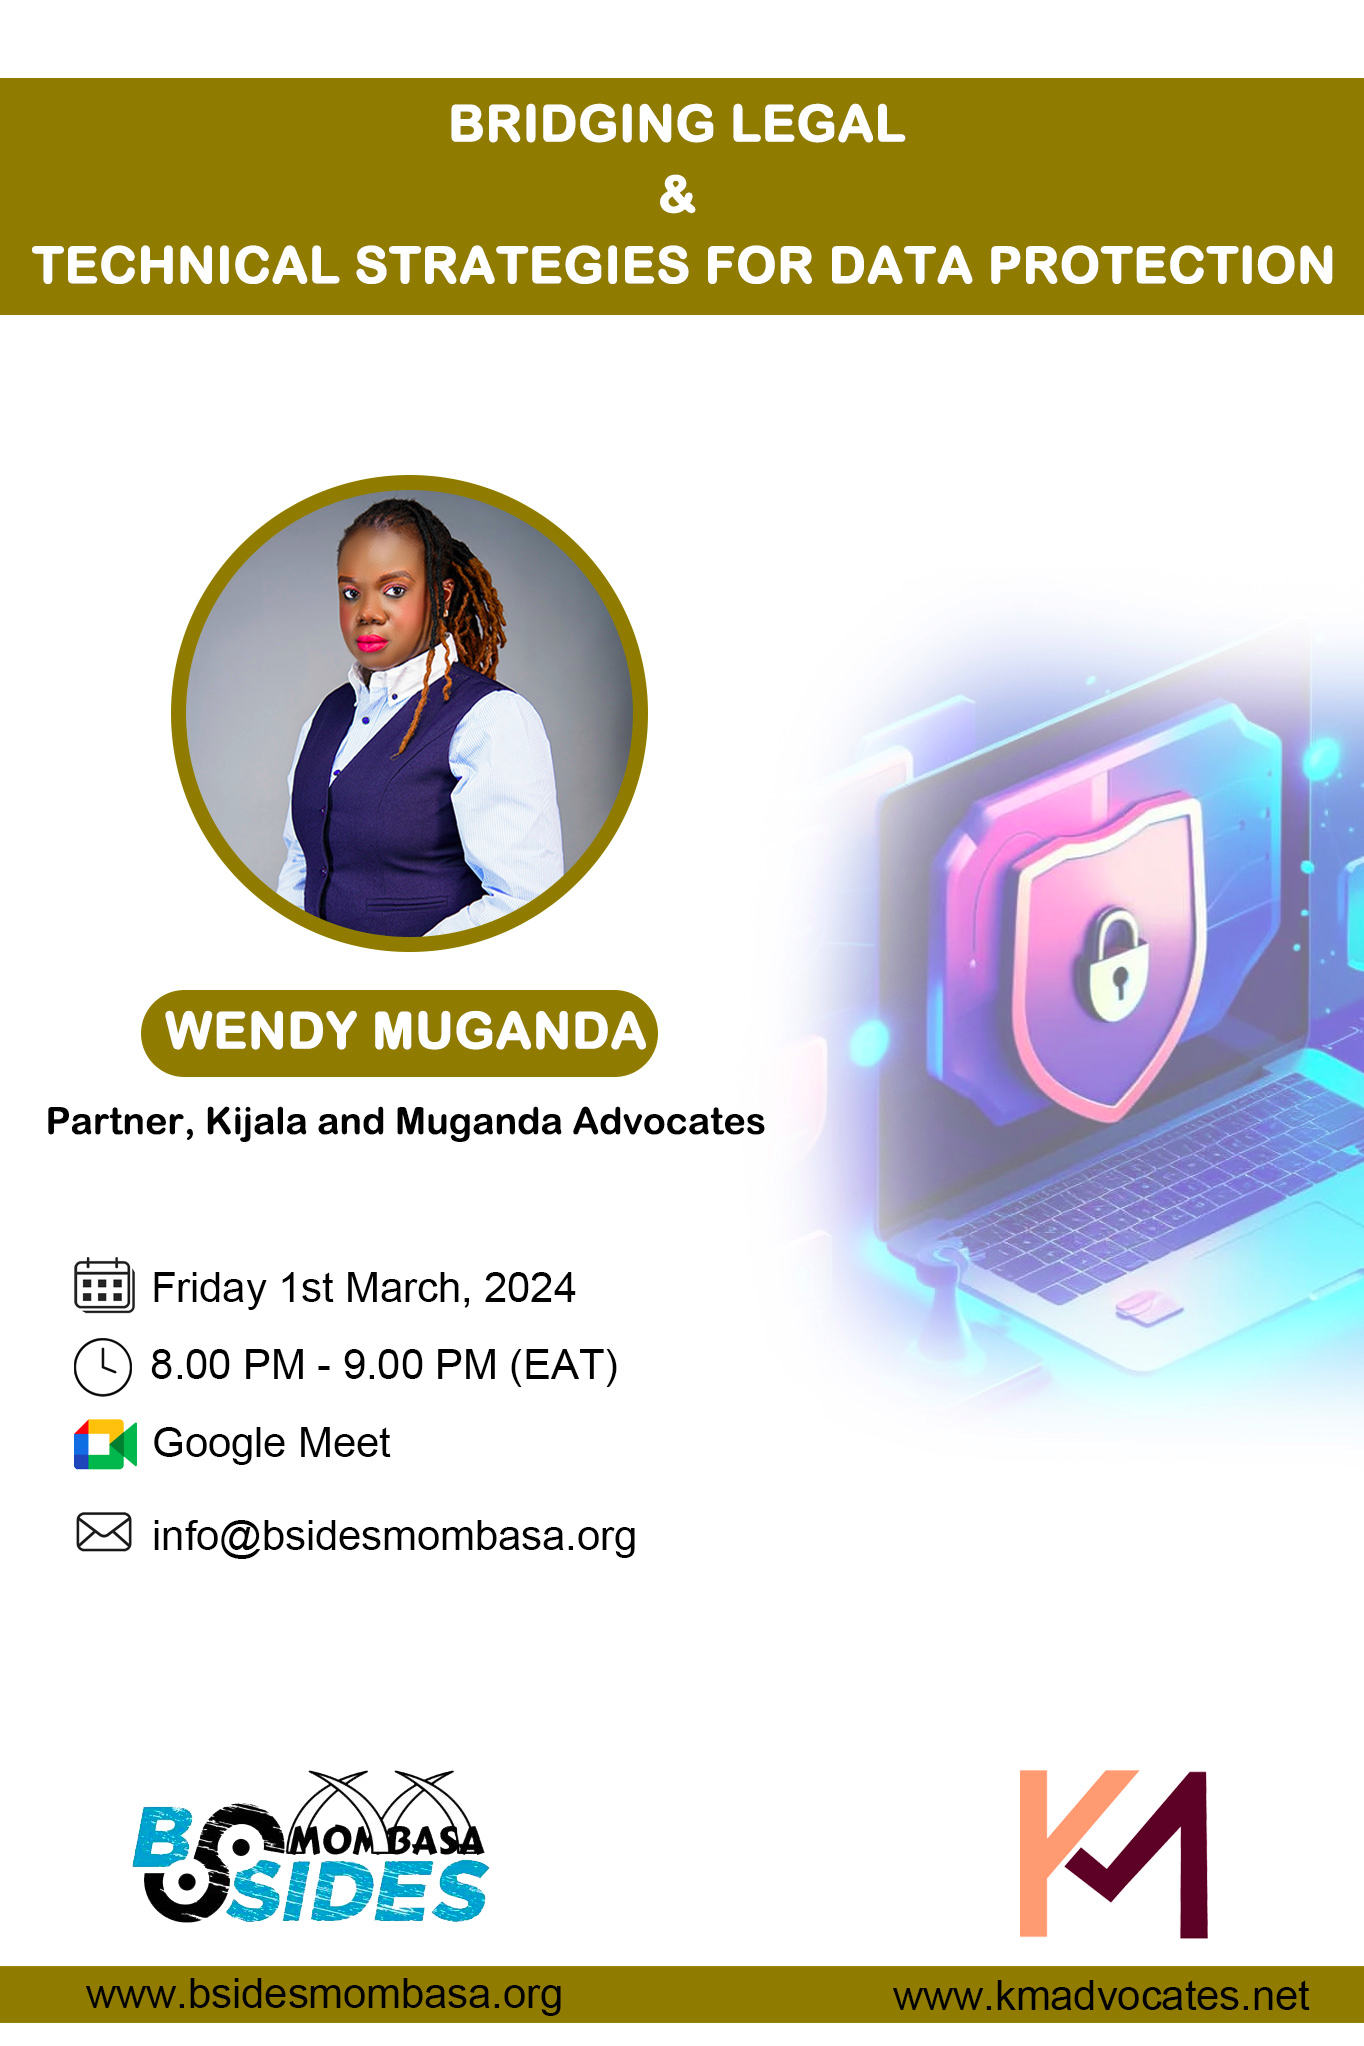 BRIDGING LEGAL
&
TECHNICAL STRATEGIES FOR DATA PROTECTION
WENDY MUGANDA
Partner, Kijala and Muganda Advocates
Friday 1st March, 2024
8.00 PM - 9.00 PM (EAT)
Google Meet
info@bsidesmombasa.org
MOMBASA
BSIDES
KM
www.bsidesmombasa.org
www.kmadvocates.net